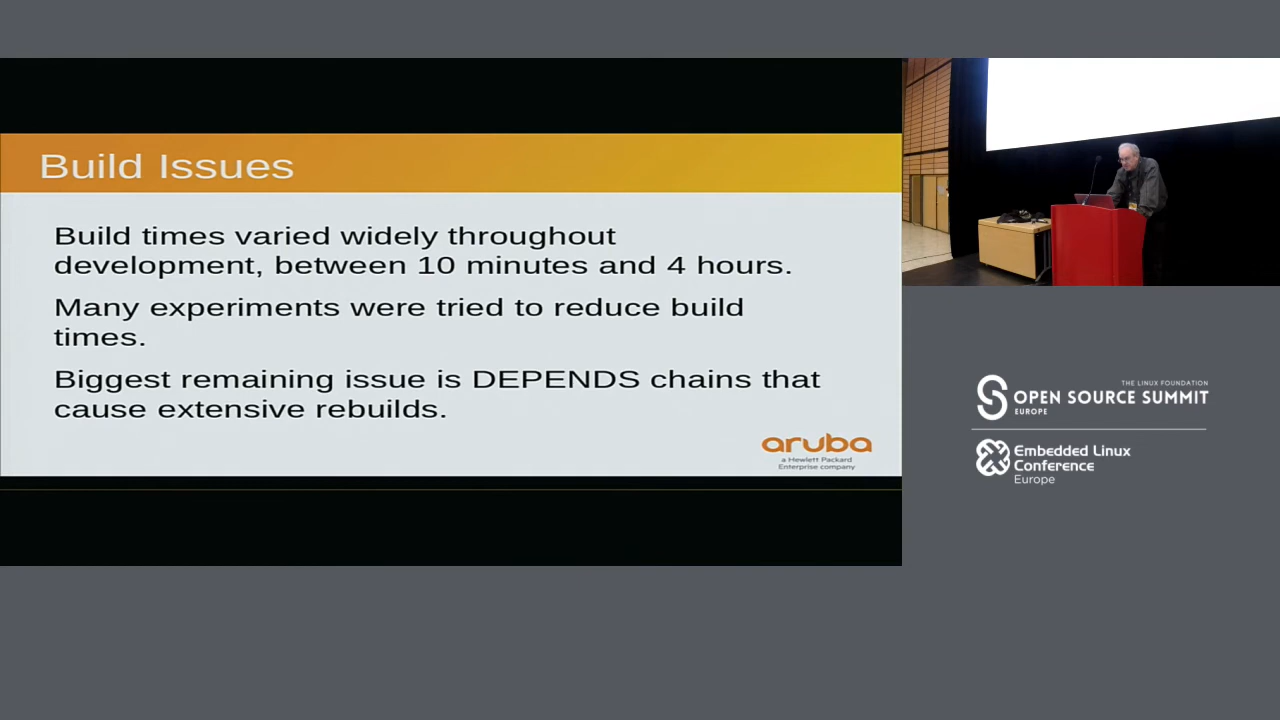 Build Issues
Build times varied widely throughout
development, between 10 minutes and 4 hours.
Many experiments were tried to reduce build
times.
Biggest remaining issue is DEPENDS chains that
cause extensive rebuilds.
aruba
a Hewlett Packard
Enterprise company
THE LINUX FOUNDATION
OPEN SOURCE SUMMIT
EUROPE
Embedded Linux
Conference
Europe